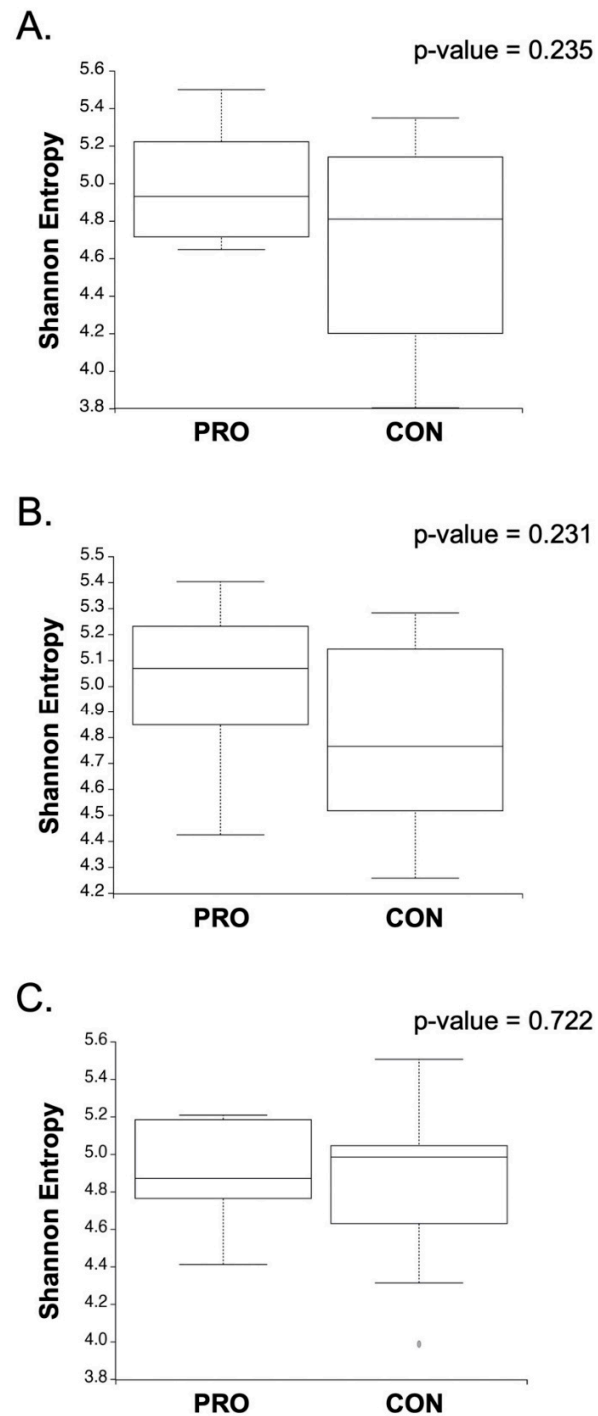 A.
p-value = 0.235
Shannon Entropy
5.6
5.4
5.2
5.0
4.8
4.6
4.4
4.2
4.0
3.8
PRO CON
B.
p-value = 0.231
Shannon Entropy
5.5
5.4
5.3
5.2
5.1
5.0
4.9
4.8
4.7
4.6
4.5
4.4
4.3
4.2
PRO CON
C.
p-value = 0.722
Shannon Entropy
5.6
5.4
5.2
5.0
4.8
4.6
4.4
4.2
4.0
3.8
PRO CON